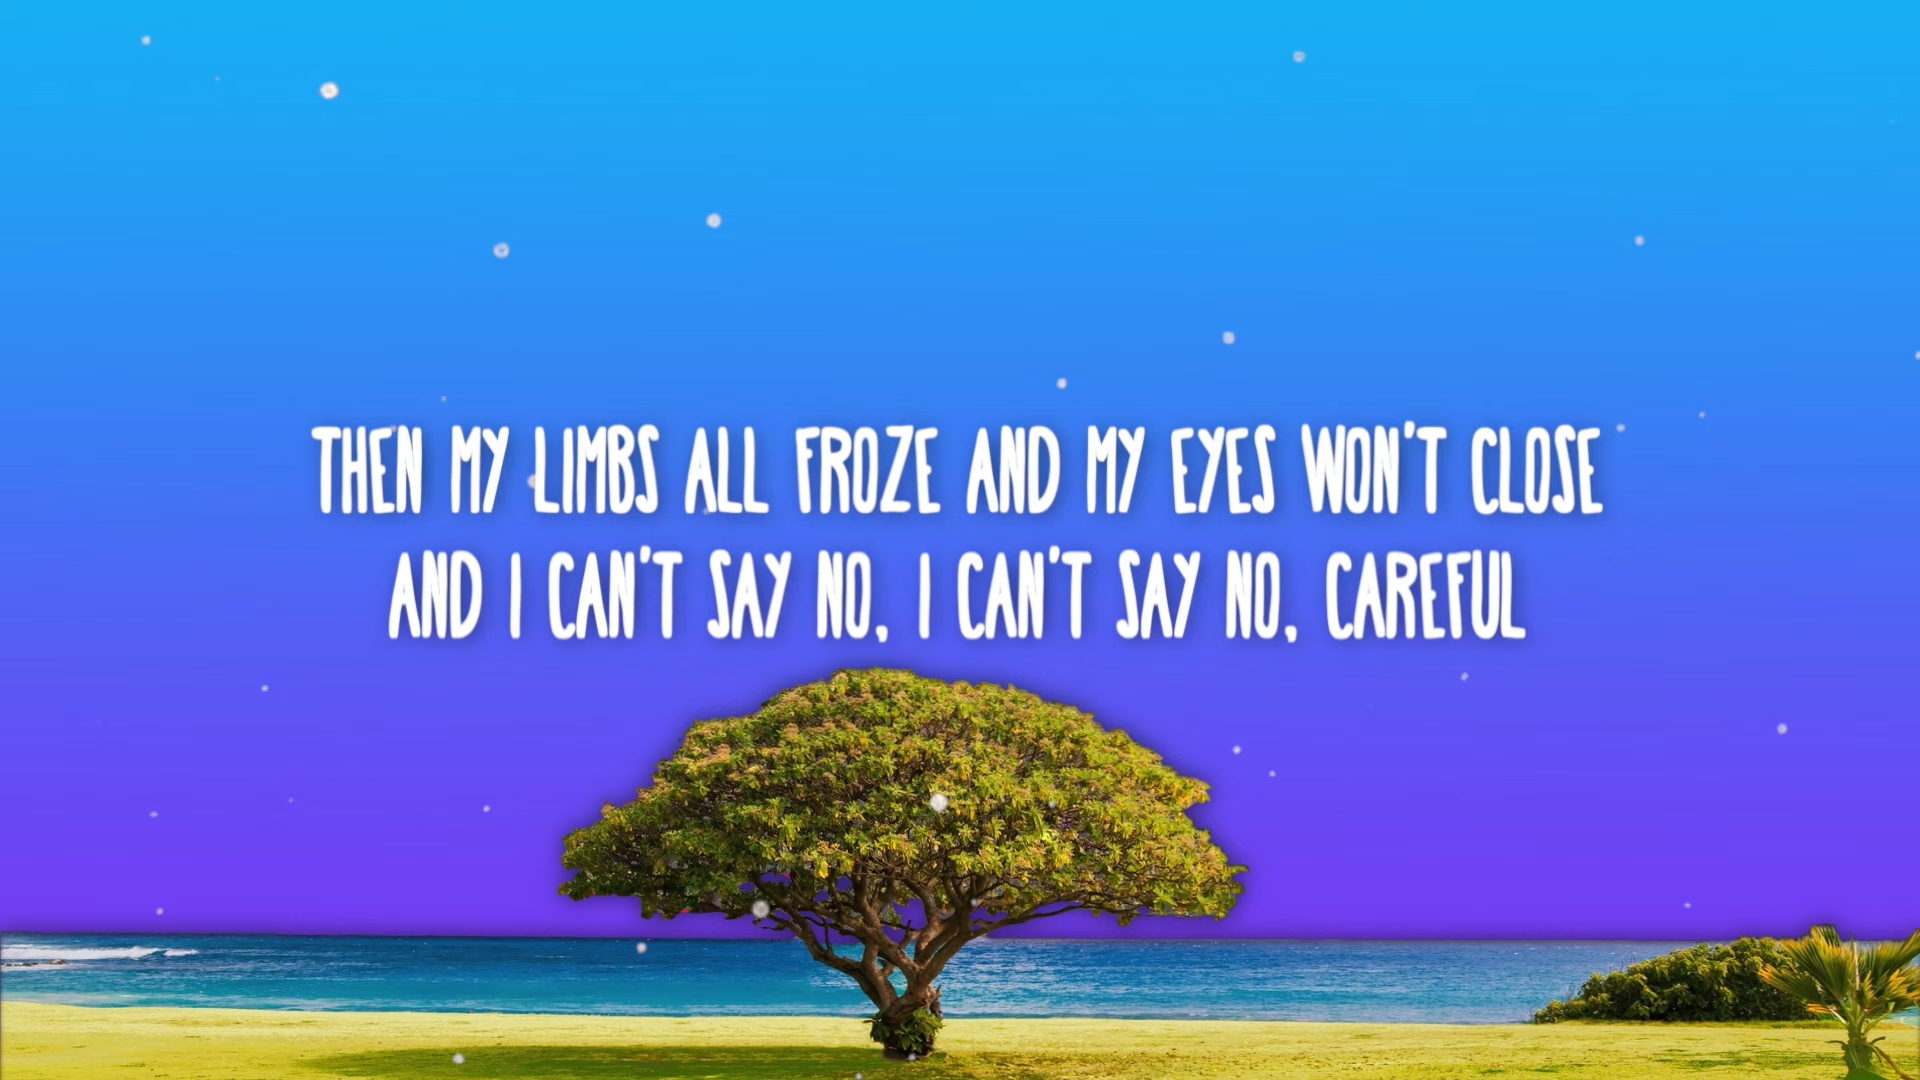 THEN MY LIMBS ALL FROZE AND MY EYES WON'T CLOSE
AND I CAN'T SAY NO, I CAN'T SAY NO, CAREFUL